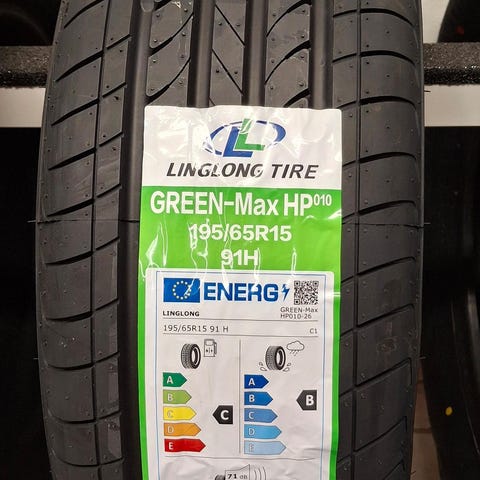 LINGLONG TIRE
GREEN-Max HP010
195/65R15
91H
ENERG
LINGLONG
GREEN-Max
HP010-26
195/65R15 91 H
C1
A
B
C
D
E
C
A
B
C
D
E
B
71 dB